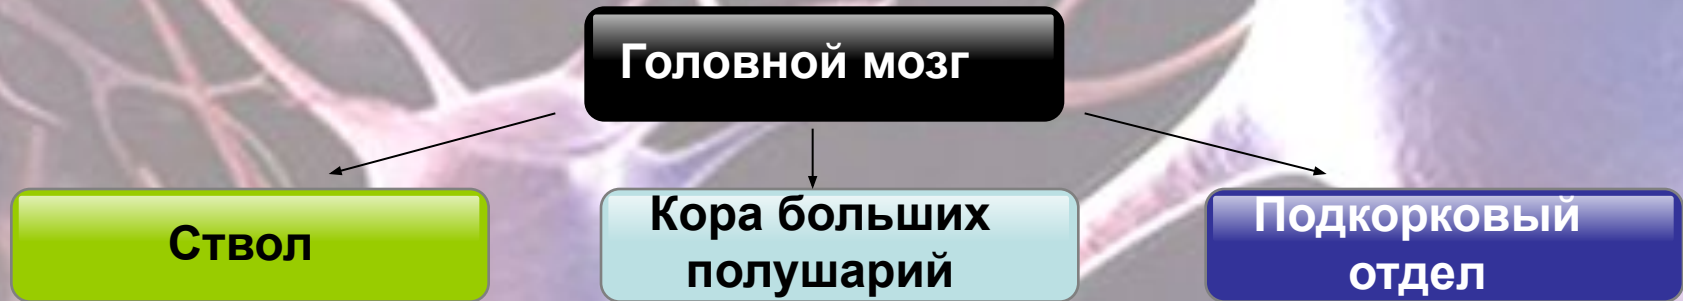 Головной мозг
Ствол
Кора больших
полушарий
Подкорковый
отдел